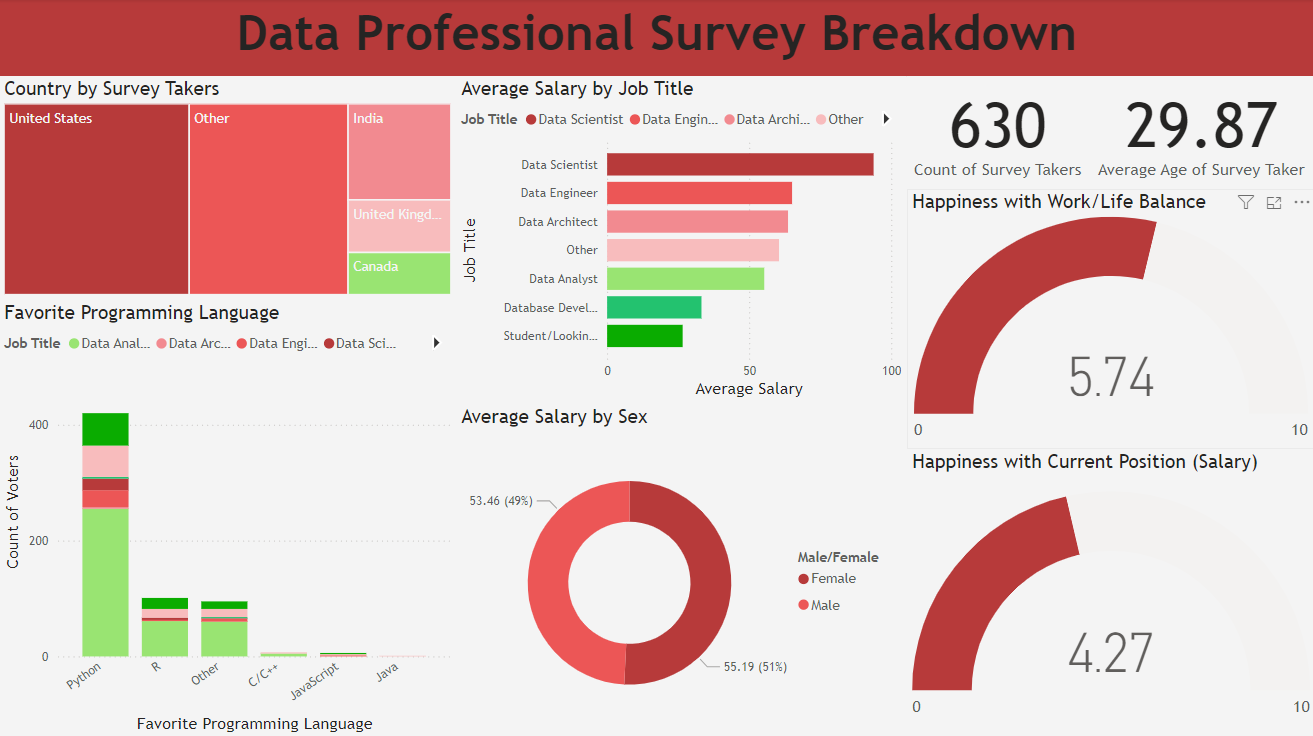 Data Professional Survey Breakdown
Country by Survey Takers
United States
Other
India
United Kingd...
Canada
Favorite Programming Language
Job Title Data Anal... Data Arc... Data Engi... Data Sci...
Count of Voters
400
200
0
Python
R
Other
C/C++
JavaScript
Java
Favorite Programming Language
Average Salary by Job Title
Job Title Data Scientist Data Engin... Data Archi... Other
Job Title
Data Scientist
Data Engineer
Data Architect
Other
Data Analyst
Database Devel...
Student/Lookin...
0 50 100
Average Salary
Average Salary by Sex
53.46 (49%)
55.19 (51%)
Male/Female
Female
Male
630
Count of Survey Takers
29.87
Average Age of Survey Taker
Happiness with Work/Life Balance
5.74
0 10
Happiness with Current Position (Salary)
4.27
0 10